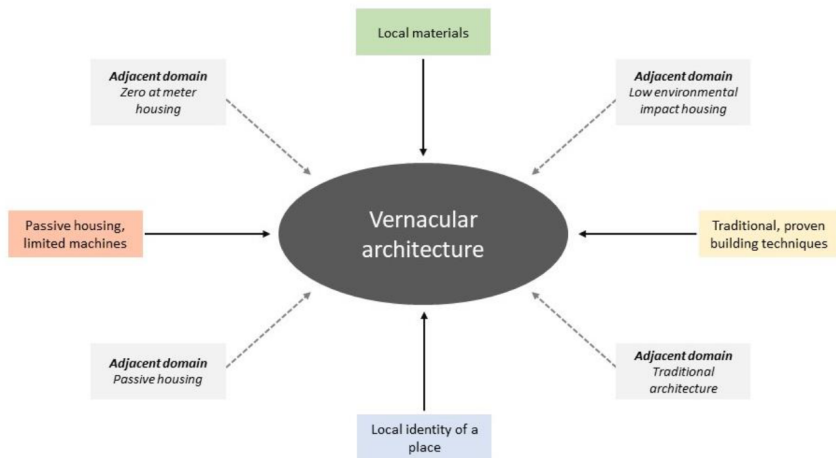 Local materials
Adjacent domain
Zero at meter
housing
Adjacent domain
Low environmental
impact housing
Passive housing,
limited machines
Vernacular
architecture
Traditional, proven
building techniques
Adjacent domain
Passive housing
Adjacent domain
Traditional
architecture
Local identity of a
place